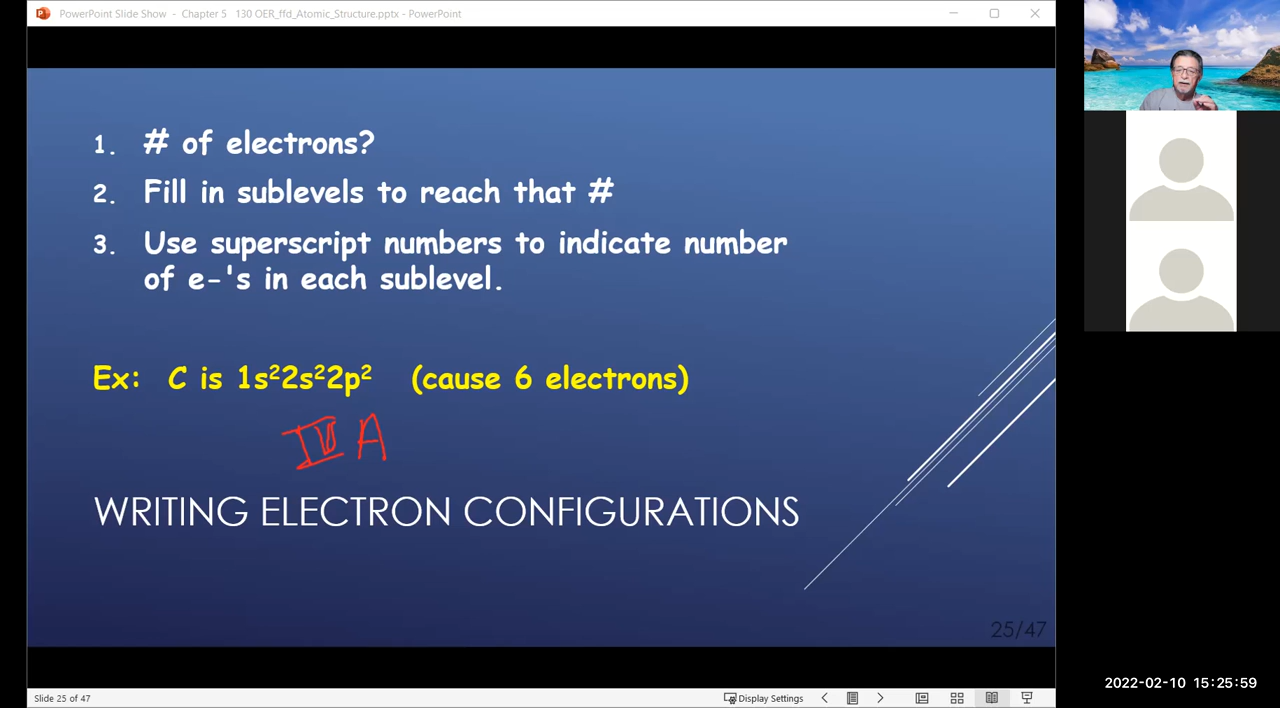 PowerPoint Slide Show - Chapter 5 130 OER_ffd_Atomic_Structure.pptx - PowerPoint
1. # of electrons?
2. Fill in sublevels to reach that #
3. Use superscript numbers to indicate number
of e-'s in each sublevel.
Ex: C is 1s²2s²2p² (cause 6 electrons)
IVA
WRITING ELECTRON CONFIGURATIONS
25/47
Slide 25 of 47
Display Settings
2022-02-10 15:25:59